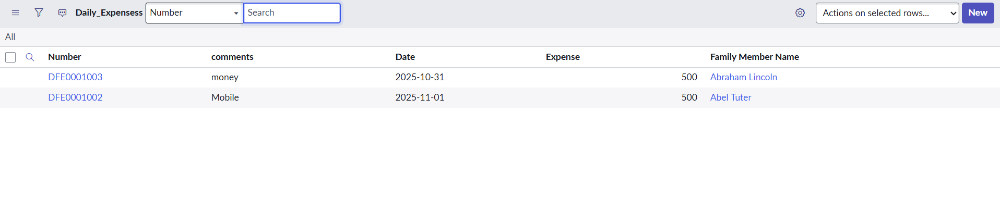 Daily_Expensess Number Search Actions on selected rows... New
All
Number comments Date Expense Family Member Name
DFE0001003 money 2025-10-31 500 Abraham Lincoln
DFE0001002 Mobile 2025-11-01 500 Abel Tuter